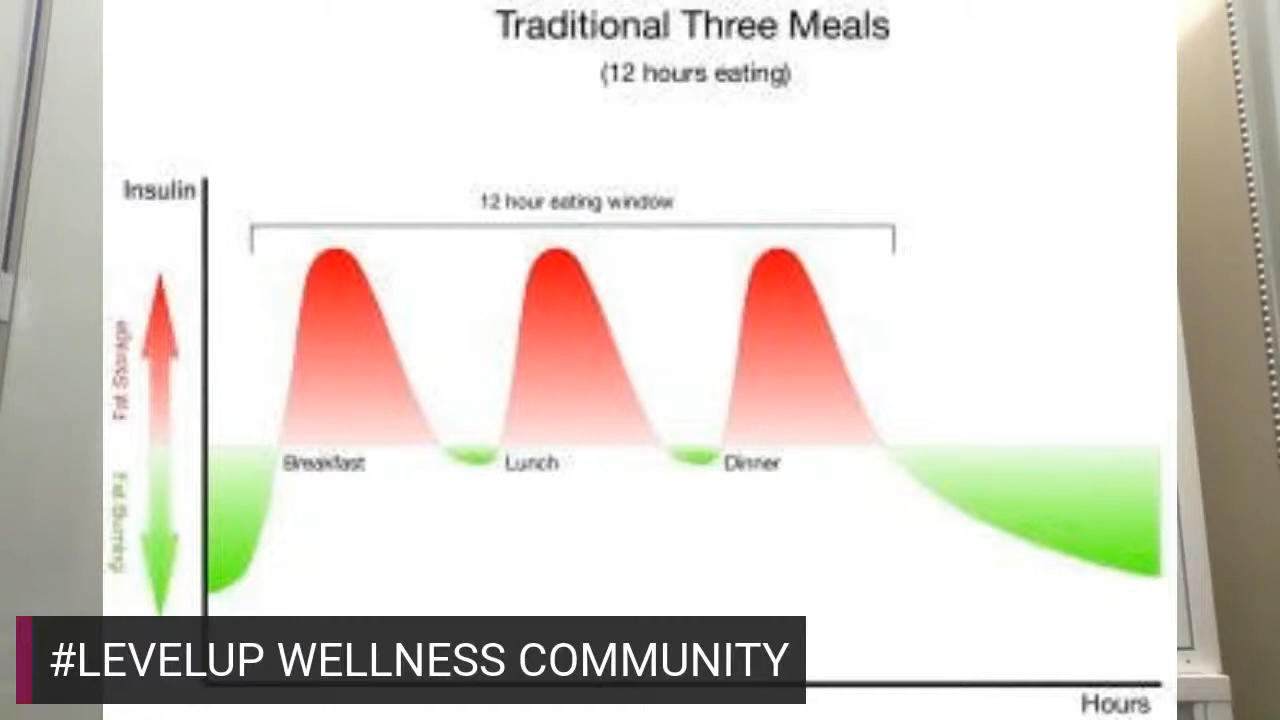 Traditional Three Meals
(12 hours eating)
Insulin
12 hour eating window
Fat Storage
Fat Burning
Breakfast
Lunch
Dinner
#LEVELUP WELLNESS COMMUNITY
Hours